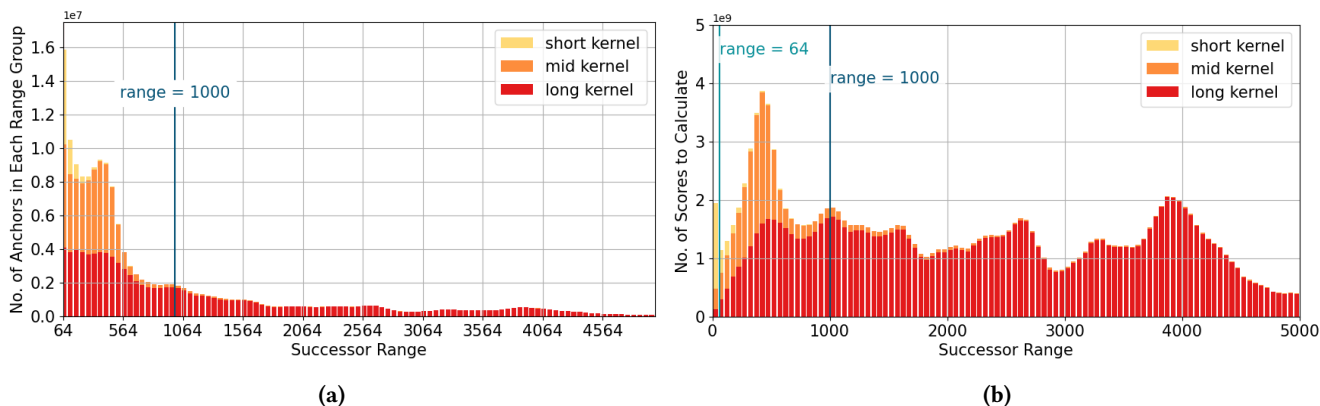 1e7
No. of Anchors in Each Range Group
1.6
1.4
1.2
1.0
0.8
0.6
0.4
0.2
0.0
short kernel
mid kernel
long kernel
range = 1000
64 564 1064 1564 2064 2564 3064 3564 4064 4564
Successor Range
(a)
1e9
No. of Scores to Calculate
5
4
3
2
1
0
range = 64
range = 1000
short kernel
mid kernel
long kernel
0 1000 2000 3000 4000 5000
Successor Range
(b)